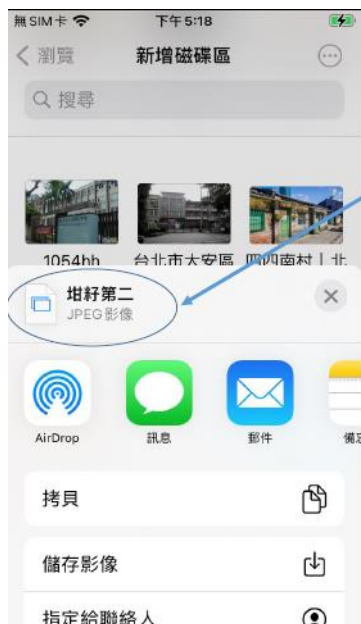 無SIM卡 下午5:18
瀏覽 新增磁碟區
搜尋
1054bh 台北市大安區 四四南村 | 北
坩籽第二
JPEG影像
AirDrop 訊息 郵件 備忘
拷貝
儲存影像
指定給聯絡人